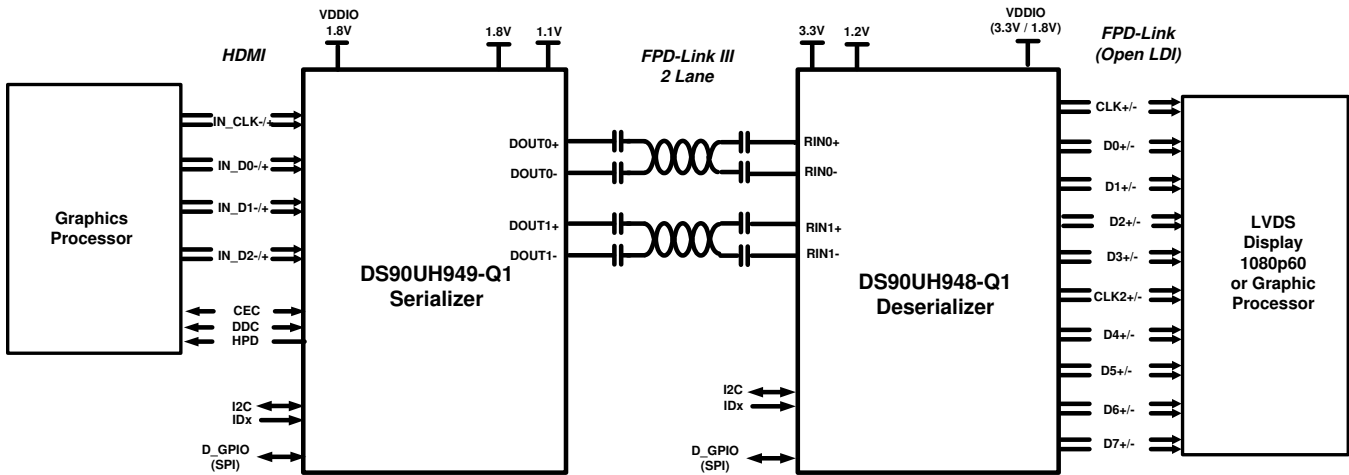 HDMI
VDDIO
1.8V
1.8V
1.1V
FPD-Link III
2 Lane
3.3V
1.2V
VDDIO
(3.3V / 1.8V)
FPD-Link
(Open LDI)
Graphics
Processor
IN_CLK-/+
IN_D0-/+
IN_D1-/+
IN_D2-/+
CEC
DDC
HPD
I2C
IDx
D_GPIO
(SPI)
DS90UH949-Q1
Serializer
DOUT0+
DOUT0-
DOUT1+
DOUT1-
RIN0+
RIN0-
RIN1+
RIN1-
DS90UH948-Q1
Deserializer
I2C
IDx
D_GPIO
(SPI)
CLK+/-
D0+/-
D1+/-
D2+/-
D3+/-
CLK2+/-
D4+/-
D5+/-
D6+/-
D7+/-
LVDS
Display
1080p60
or Graphic
Processor